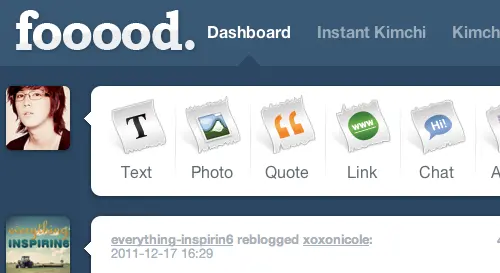 fooood.
Dashboard Instant Kimchi Kimch
T
www
Hi!
Text Photo Quote Link Chat A
everything
INSPIRIN6
everything-inspirin6 reblogged xoxonicole:
2011-12-17 16:29